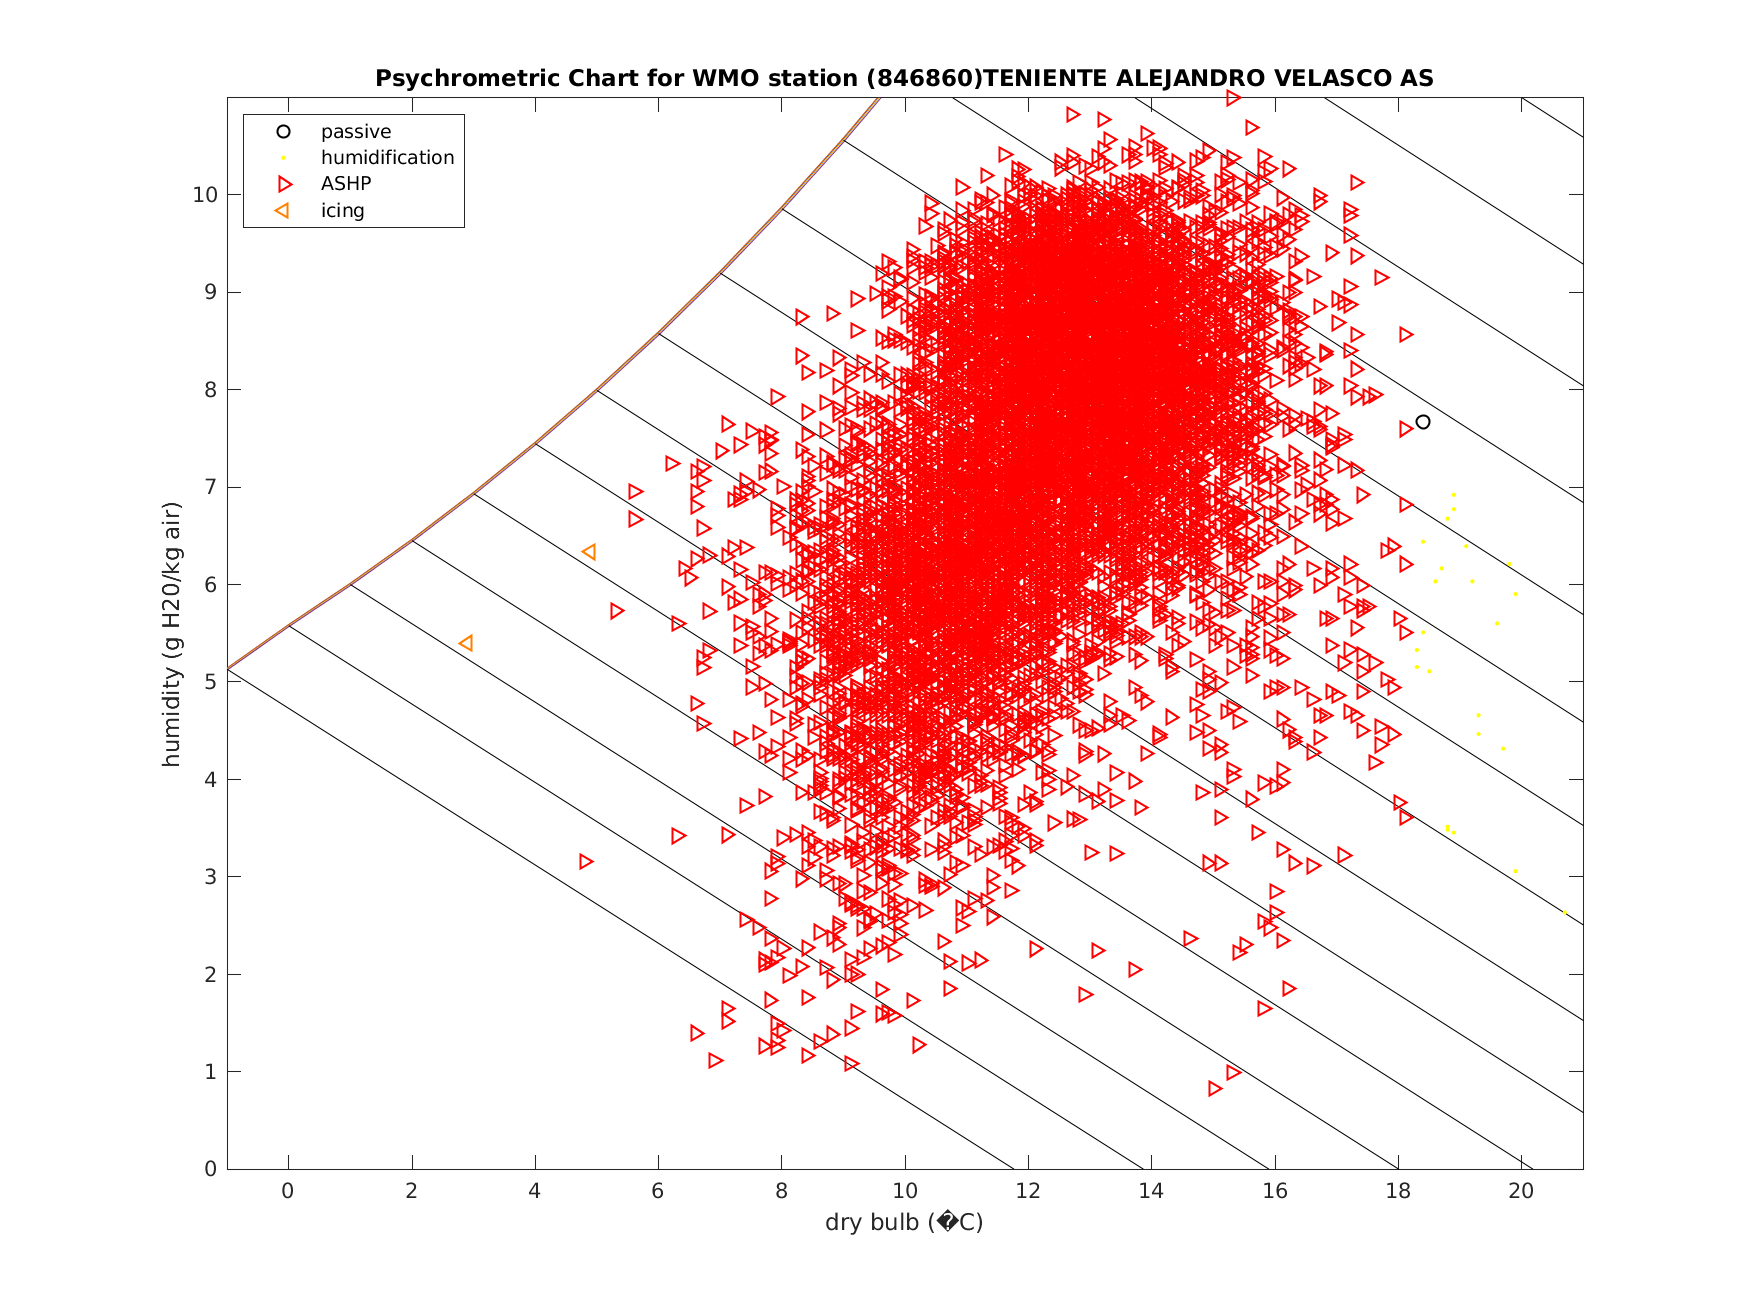 Psychrometric Chart for WMO station (846860)TENIENTE ALEJANDRO VELASCO AS
passive
humidification
ASHP
icing
humidity (g H20/kg air)
10
9
8
7
6
5
4
3
2
1
0
0 2 4 6 8 10 12 14 16 18 20
dry bulb (�C)